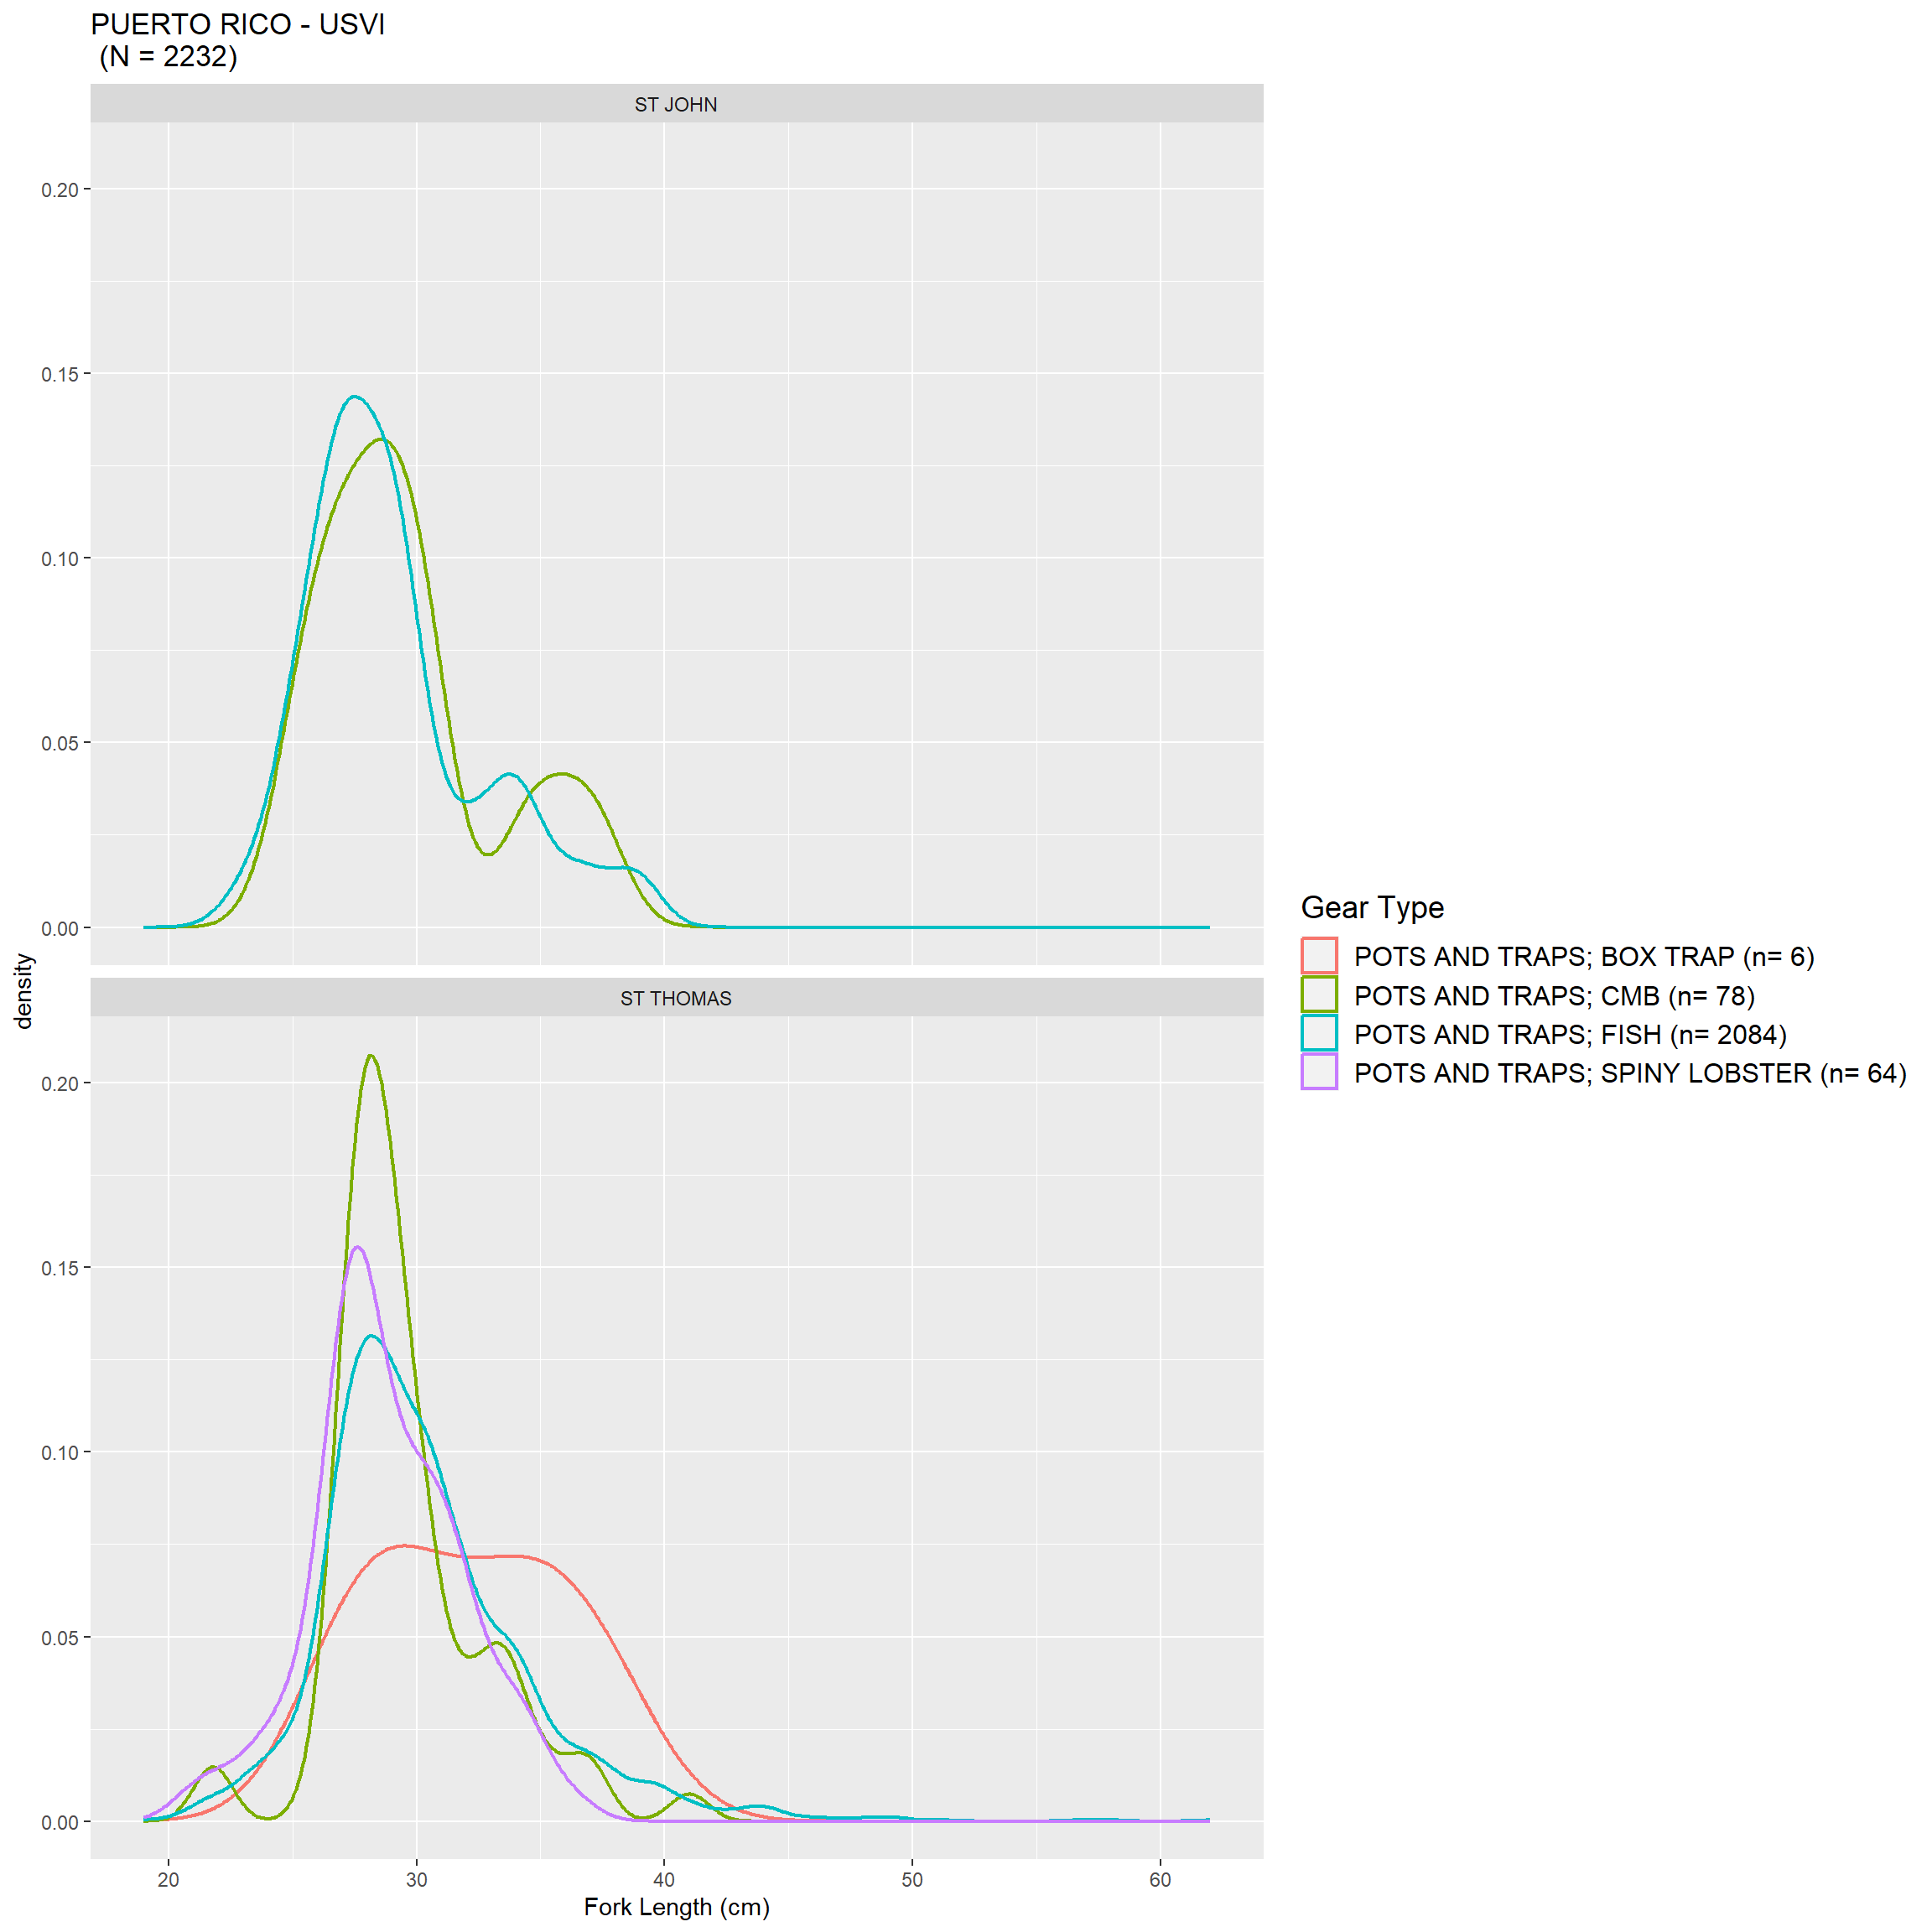 PUERTO RICO - USVI
(N = 2232)
ST JOHN
0.20
0.15
0.10
0.05
0.00
density
ST THOMAS
0.20
0.15
0.10
0.05
0.00
20 30 40 50 60
Fork Length (cm)
Gear Type
POTS AND TRAPS; BOX TRAP (n= 6)
POTS AND TRAPS; CMB (n= 78)
POTS AND TRAPS; FISH (n= 2084)
POTS AND TRAPS; SPINY LOBSTER (n= 64)